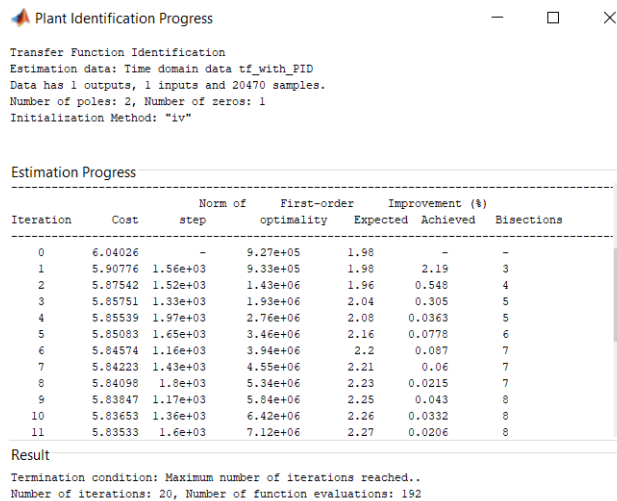 Plant Identification Progress
Transfer Function Identification
Estimation data: Time domain data tf_with_PID
Data has 1 outputs, 1 inputs and 20470 samples.
Number of poles: 2, Number of zeros: 1
Initialization Method: "iv"
Estimation Progress
Norm of First-order Improvement (%)
Iteration Cost step optimality Expected Achieved Bisections
0 6.04026 - 9.27e+05 1.98 - -
1 5.90776 1.56e+03 9.33e+05 1.98 2.19 3
2 5.87542 1.52e+03 1.43e+06 1.96 0.548 4
3 5.85751 1.33e+03 1.93e+06 2.04 0.305 5
4 5.85539 1.97e+03 2.76e+06 2.08 0.0363 5
5 5.85083 1.65e+03 3.46e+06 2.16 0.0778 6
6 5.84574 1.16e+03 3.94e+06 2.2 0.087 7
7 5.84223 1.43e+03 4.55e+06 2.21 0.06 7
8 5.84098 1.8e+03 5.34e+06 2.23 0.0215 7
9 5.83847 1.17e+03 5.84e+06 2.25 0.043 8
10 5.83653 1.36e+03 6.42e+06 2.26 0.0332 8
11 5.83533 1.6e+03 7.12e+06 2.27 0.0206 8
Result
Termination condition: Maximum number of iterations reached..
Number of iterations: 20, Number of function evaluations: 192